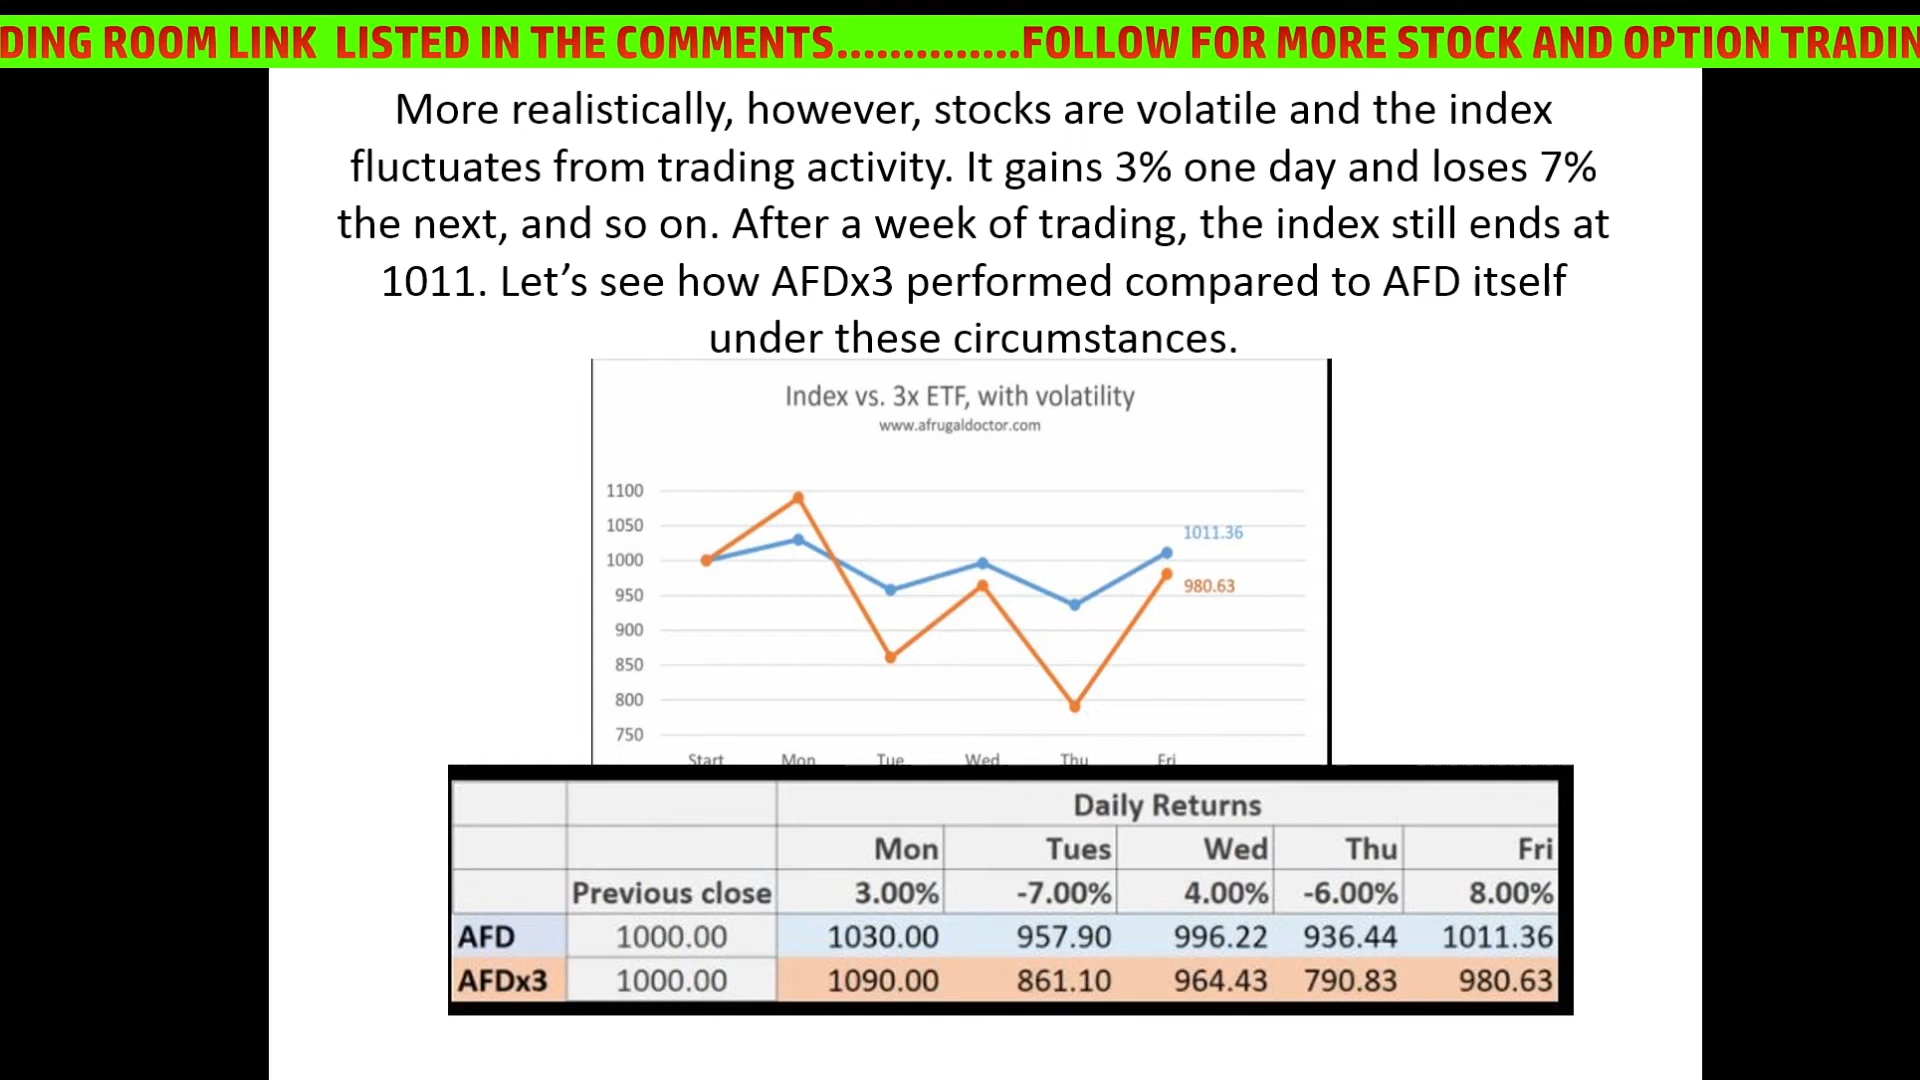 DING ROOM LINK LISTED IN THE COMMENTS..............FOLLOW FOR MORE STOCK AND OPTION TRADIN
More realistically, however, stocks are volatile and the index
fluctuates from trading activity. It gains 3% one day and loses 7%
the next, and so on. After a week of trading, the index still ends at
1011. Let’s see how AFDx3 performed compared to AFD itself
under these circumstances.
Index vs. 3x ETF, with volatility
www.afrugaldoctor.com
1100
1050
1000
950
900
850
800
750
1011.36
980.63
Start Mon Tue Wed Thu Fri
Daily Returns
Mon Tues Wed Thu Fri
Previous close 3.00% -7.00% 4.00% -6.00% 8.00%
AFD 1000.00 1030.00 957.90 996.22 936.44 1011.36
AFDx3 1000.00 1090.00 861.10 964.43 790.83 980.63